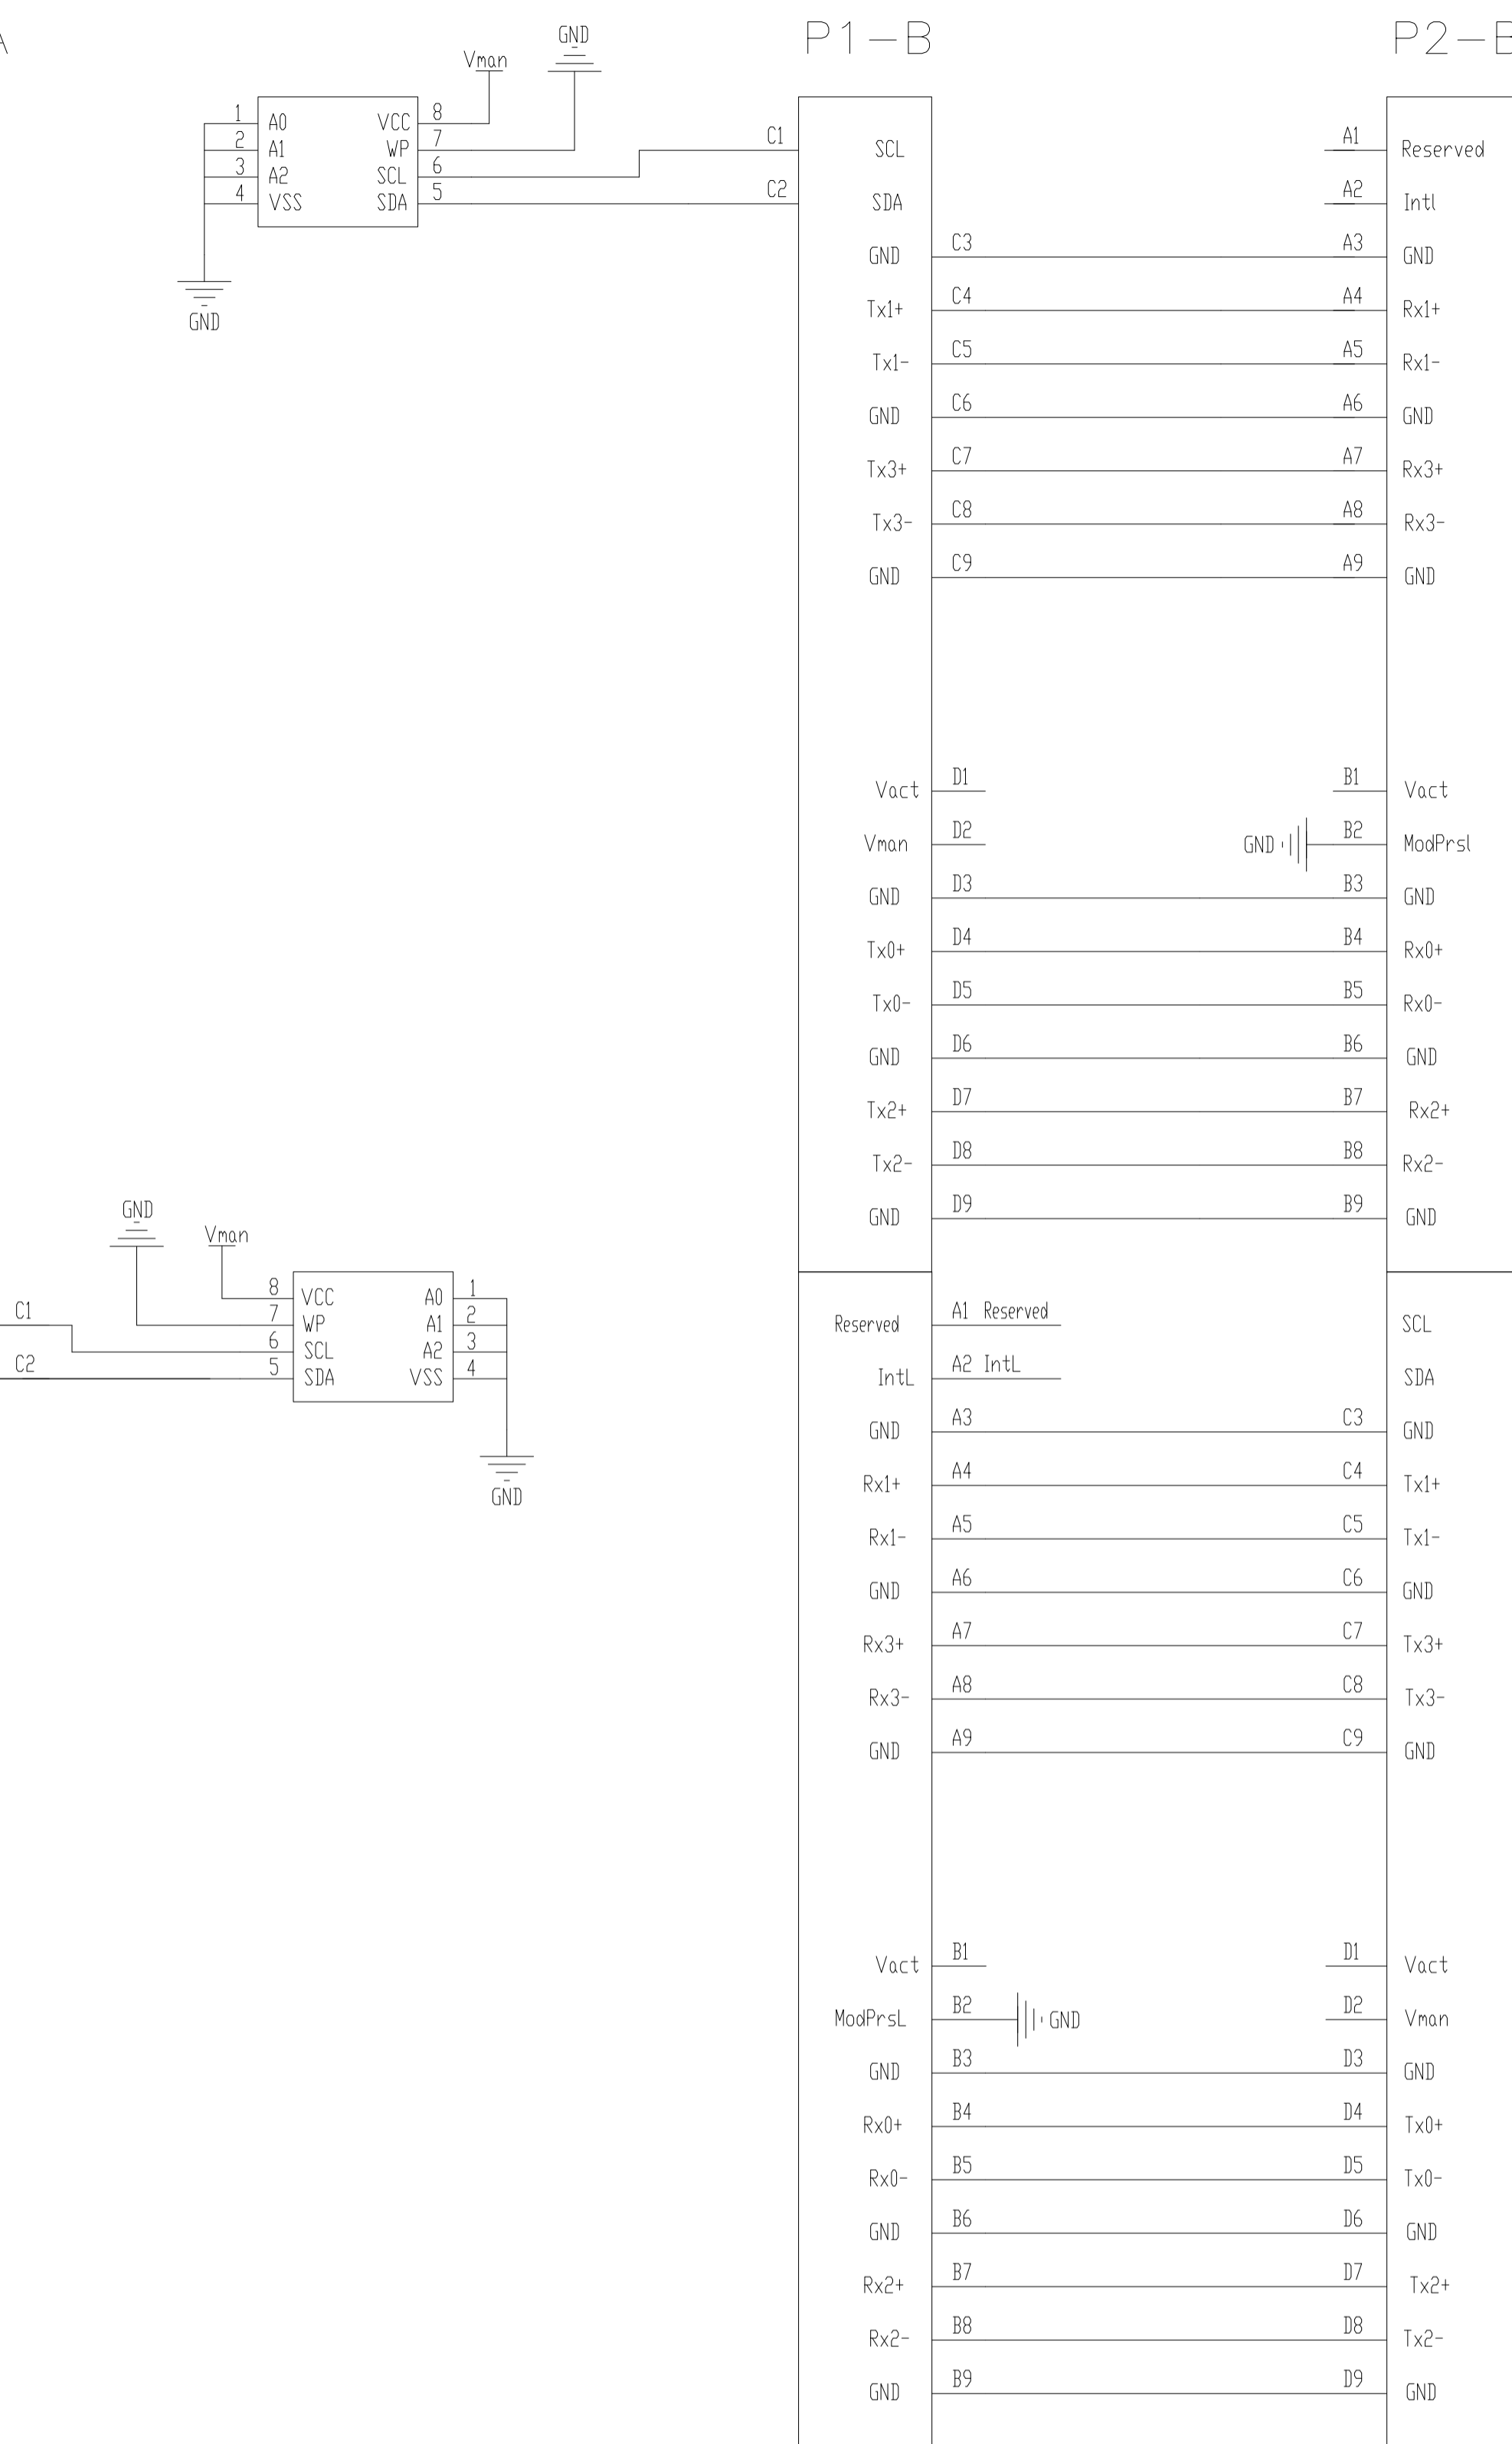 A
P1-B
P2-B
GND
Vman
1 A0 VCC 8
2 A1 WP 7
3 A2 SCL 6
4 VSS SDA 5
GND
C1 SCL A1 Reserved
C2 SDA A2 Intl
GND C3 A3 GND
Tx1+ C4 A4 Rx1+
Tx1- C5 A5 Rx1-
GND C6 A6 GND
Tx3+ C7 A7 Rx3+
Tx3- C8 A8 Rx3-
GND C9 A9 GND
Vact D1 B1 Vact
Vman D2 GND B2 ModPrsl
GND D3 B3 GND
Tx0+ D4 B4 Rx0+
Tx0- D5 B5 Rx0-
GND D6 B6 GND
Tx2+ D7 B7 Rx2+
Tx2- D8 B8 Rx2-
GND D9 B9 GND
GND
Vman
8 VCC A0 1
C1 7 WP A1 2
6 SCL A2 3
C2 5 SDA VSS 4
GND
Reserved A1 Reserved SCL
IntL A2 IntL SDA
GND A3 C3 GND
Rx1+ A4 C4 Tx1+
Rx1- A5 C5 Tx1-
GND A6 C6 GND
Rx3+ A7 C7 Tx3+
Rx3- A8 C8 Tx3-
GND A9 C9 GND
Vact B1 D1 Vact
ModPrsL B2 GND D2 Vman
GND B3 D3 GND
Rx0+ B4 D4 Tx0+
Rx0- B5 D5 Tx0-
GND B6 D6 GND
Rx2+ B7 D7 Tx2+
Rx2- B8 D8 Tx2-
GND B9 D9 GND